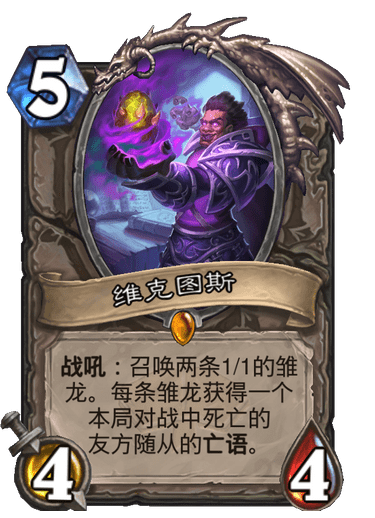 5
维克图斯
战吼：召唤两条1/1的雏
龙。每条雏龙获得一个
本局对战中死亡的
友方随从的亡语。
4
4